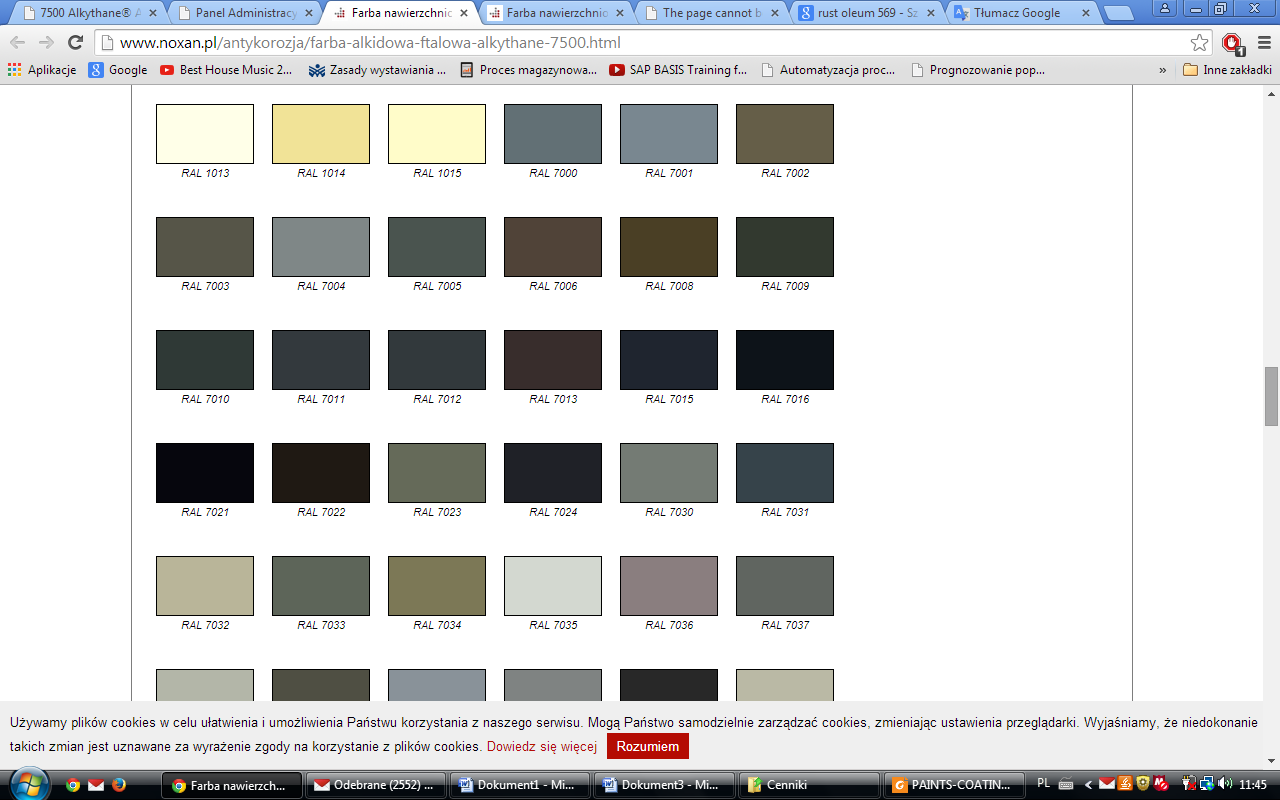 7500 Alkythane® A
Panel Administracy
Farba nawierzchnic
Farba nawierzchnic
The page cannot b
rust oleum 569 - Sz
Tłumacz Google
www.noxan.pl/antykorozja/farba-alkidowa-ftalowa-alkythane-7500.html
1
Aplikacje
Google
Best House Music 2...
Zasady wystawiania ...
Proces magazynowa...
SAP BASIS Training f...
Automatyzacja proc...
Prognozowanie pop...
»
Inne zakładki
RAL 1013 RAL 1014 RAL 1015 RAL 7000 RAL 7001 RAL 7002
RAL 7003 RAL 7004 RAL 7005 RAL 7006 RAL 7008 RAL 7009
RAL 7010 RAL 7011 RAL 7012 RAL 7013 RAL 7015 RAL 7016
RAL 7021 RAL 7022 RAL 7023 RAL 7024 RAL 7030 RAL 7031
RAL 7032 RAL 7033 RAL 7034 RAL 7035 RAL 7036 RAL 7037
Używamy plików cookies w celu ułatwienia i umożliwienia Państwu korzystania z naszego serwisu. Mogą Państwo samodzielnie zarządzać cookies, zmieniając ustawienia przeglądarki. Wyjaśniamy, że niedokonanie
takich zmian jest uznawane za wyrażenie zgody na korzystanie z plików cookies. Dowiedz się więcej Rozumiem
Farba nawierzch...
Odebrane (2552) ...
Dokument1 - Mi...
Dokument3 - Mi...
Cenniki
PAINTS-COATIN...
PL
11:45